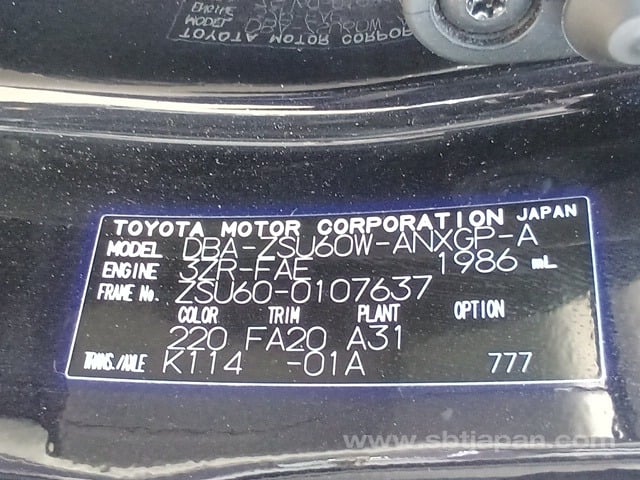 TOYOTA MOTOR CORPORATION JAPAN
MODEL DBA-ZSU60W-ANXGP-A
ENGINE 3ZR-FAE 1986 mL
FRAME No. ZSU60-0107637
COLOR TRIM PLANT OPTION
220 FA20 A31
TRANS./AXLE K114 -01A 777
www.sbtjapan.com